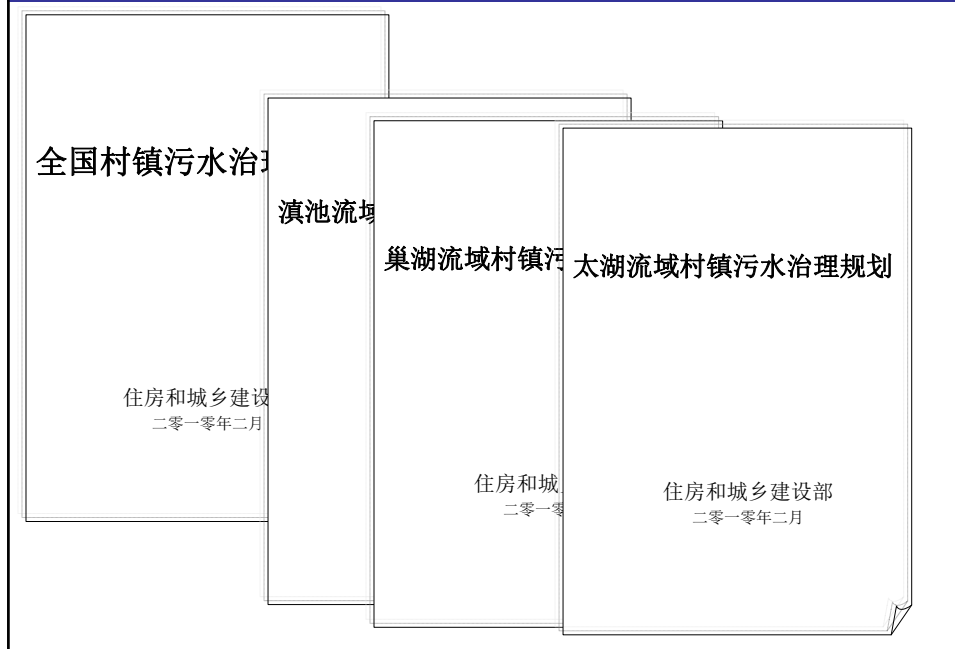 全国村镇污水治
住房和城乡建设
二零一零年二月
滇池流域
巢湖流域村镇污
住房和城
二零一零
太湖流域村镇污水治理规划
住房和城乡建设部
二零一零年二月